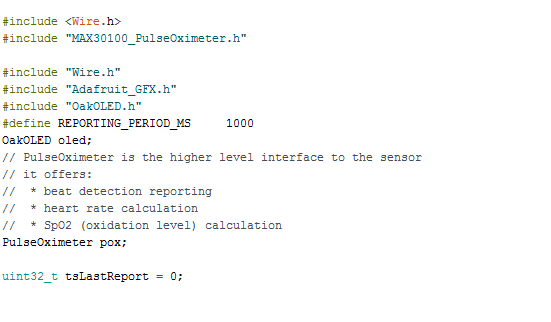 #include <Wire.h>
#include "MAX30100_PulseOximeter.h"
#include "Wire.h"
#include "Adafruit_GFX.h"
#include "OakOLED.h"
#define REPORTING_PERIOD_MS     1000
OakOLED oled;
// PulseOximeter is the higher level interface to the sensor
// it offers:
//  * beat detection reporting
//  * heart rate calculation
//  * SpO2 (oxidation level) calculation
PulseOximeter pox;
uint32_t tsLastReport = 0;